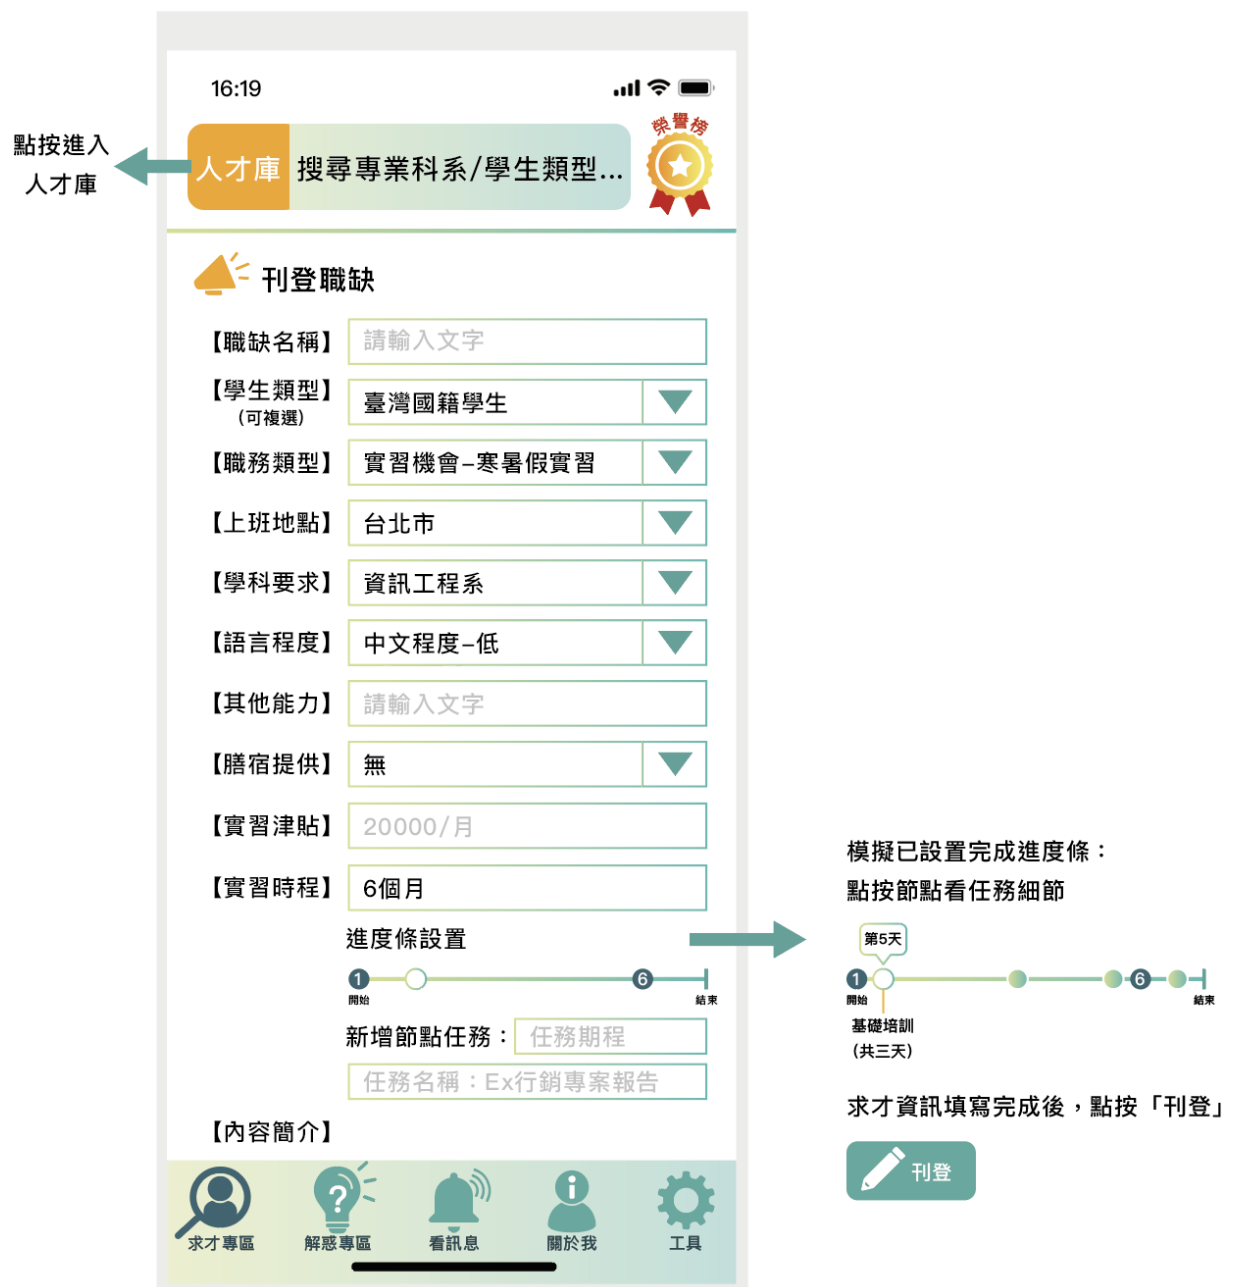 16:19
點按進入
人才庫
人才庫
搜尋專業科系/學生類型...
榮譽榜
刊登職缺
【職缺名稱】
請輸入文字
【學生類型】
(可複選)
臺灣國籍學生
【職務類型】
實習機會–寒暑假實習
【上班地點】
台北市
【學科要求】
資訊工程系
【語言程度】
中文程度–低
【其他能力】
請輸入文字
【膳宿提供】
無
【實習津貼】
20000/月
【實習時程】
6個月
進度條設置
1
6
開始
結束
新增節點任務：
任務期程
任務名稱：Ex行銷專案報告
【內容簡介】
求才專區
解惑專區
看訊息
關於我
工具
模擬已設置完成進度條：
點按節點看任務細節
第5天
1
6
開始
結束
基礎培訓
(共三天)
求才資訊填寫完成後，點按「刊登」
刊登